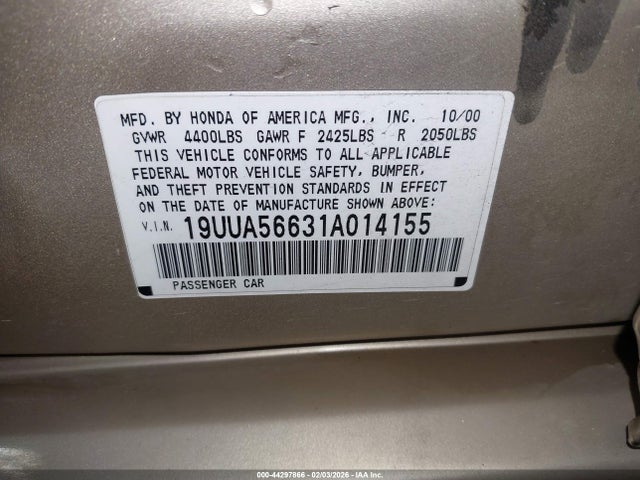 MFD. BY HONDA OF AMERICA MFG., INC. 10/00
GVWR 4400LBS GAWR F 2425LBS R 2050LBS
THIS VEHICLE CONFORMS TO ALL APPLICABLE
FEDERAL MOTOR VEHICLE SAFETY, BUMPER,
AND THEFT PREVENTION STANDARDS IN EFFECT
ON THE DATE OF MANUFACTURE SHOWN ABOVE:
V.I.N. 19UUA56631A014155
PASSENGER CAR
000-44297866 - 02/03/2026 - IAAI.COM